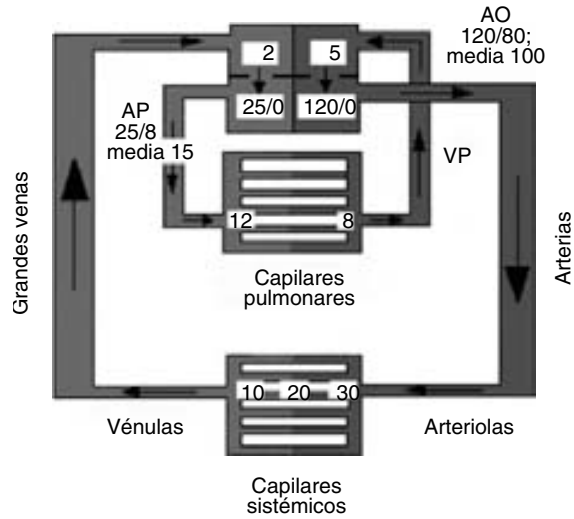 AO
120/80;
media 100
2
5
25/0
120/0
AP
25/8
media 15
VP
12
8
Capilares
pulmonares
Grandes venas
Arterias
10
20
30
Vénulas
Arteriolas
Capilares
sistémicos